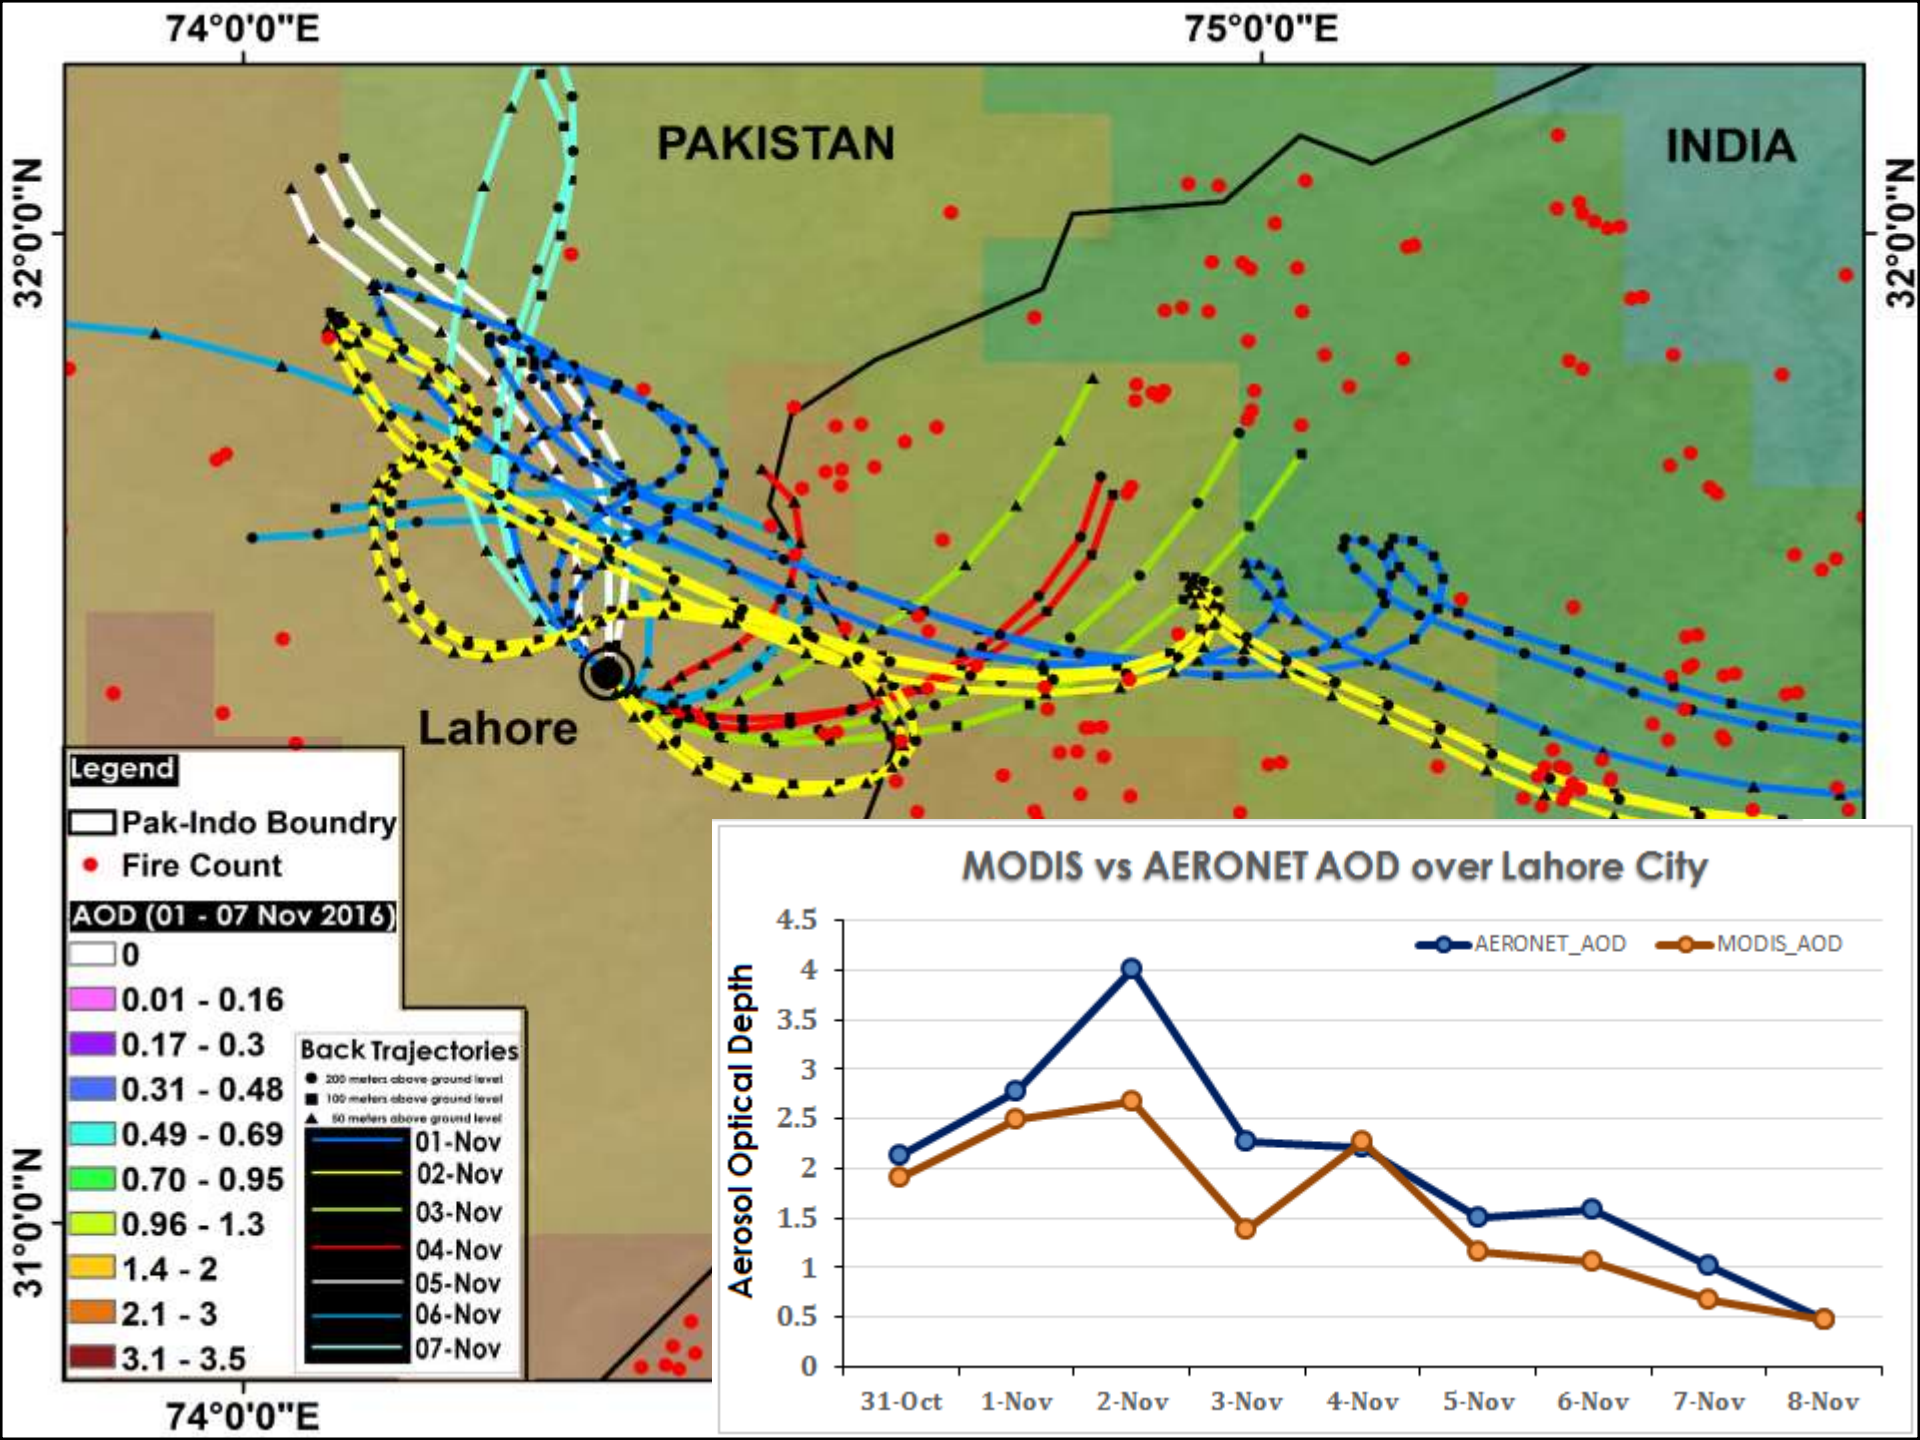 74°0'0"E
75°0'0"E
PAKISTAN
INDIA
32°0'0"N
32°0'0"N
Lahore
Legend
Pak-Indo Boundry
Fire Count
AOD (01 - 07 Nov 2016)
0
0.01 - 0.16
0.17 - 0.3
0.31 - 0.48
0.49 - 0.69
0.70 - 0.95
0.96 - 1.3
1.4 - 2
2.1 - 3
3.1 - 3.5
Back Trajectories
200 meters above ground level
100 meters above ground level
50 meters above ground level
01-Nov
02-Nov
03-Nov
04-Nov
05-Nov
06-Nov
07-Nov
31°0'0"N
74°0'0"E
MODIS vs AERONET AOD over Lahore City
AERONET_AOD
MODIS_AOD
Aerosol Optical Depth
4.5
4
3.5
3
2.5
2
1.5
1
0.5
0
31-Oct 1-Nov 2-Nov 3-Nov 4-Nov 5-Nov 6-Nov 7-Nov 8-Nov